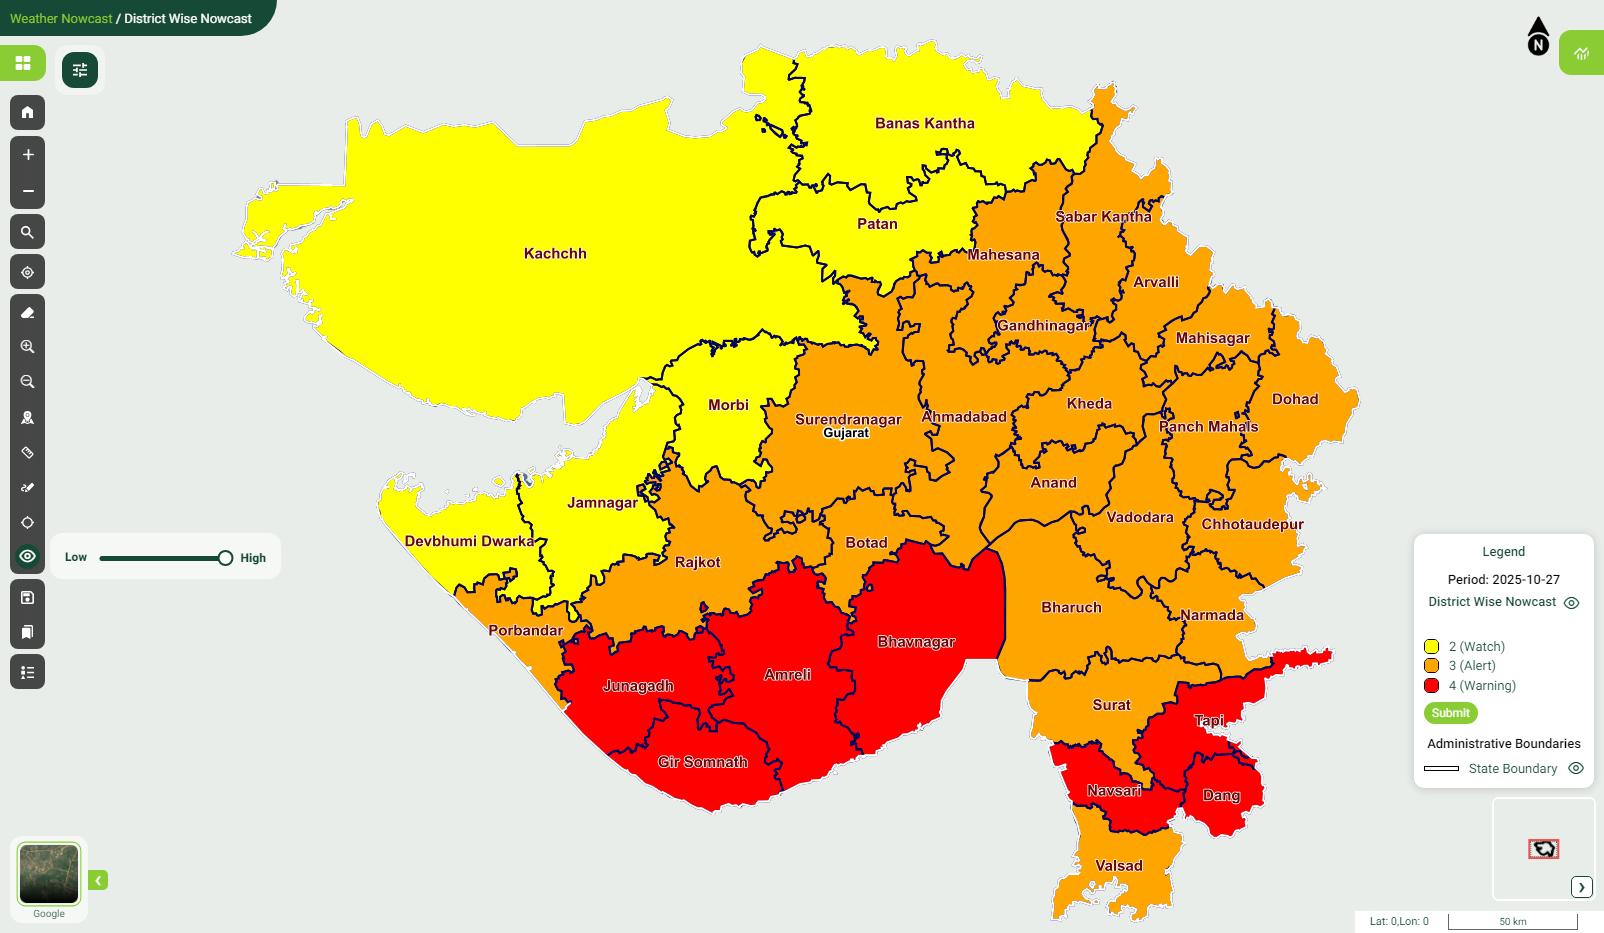 Weather Nowcast / District Wise Nowcast
N
Banas Kantha
Patan
Kachchh
Sabar Kantha
Mahesana
Arvalli
Gandhinagar
Mahisagar
Morbi
Surendranagar
Gujarat
Ahmadabad
Kheda
Dohad
Panch Mahals
Anand
Jamnagar
Vadodara
Chhotaudepur
Devbhumi Dwarka
Botad
Rajkot
Low
High
Bharuch
Narmada
Porbandar
Bhavnagar
Junagadh
Amreli
Surat
Tapi
Gir Somnath
Navsari
Dang
Valsad
Legend
Period: 2025-10-27
District Wise Nowcast
2 (Watch)
3 (Alert)
4 (Warning)
Submit
Administrative Boundaries
State Boundary
Google
Lat: 0,Lon: 0
50 km